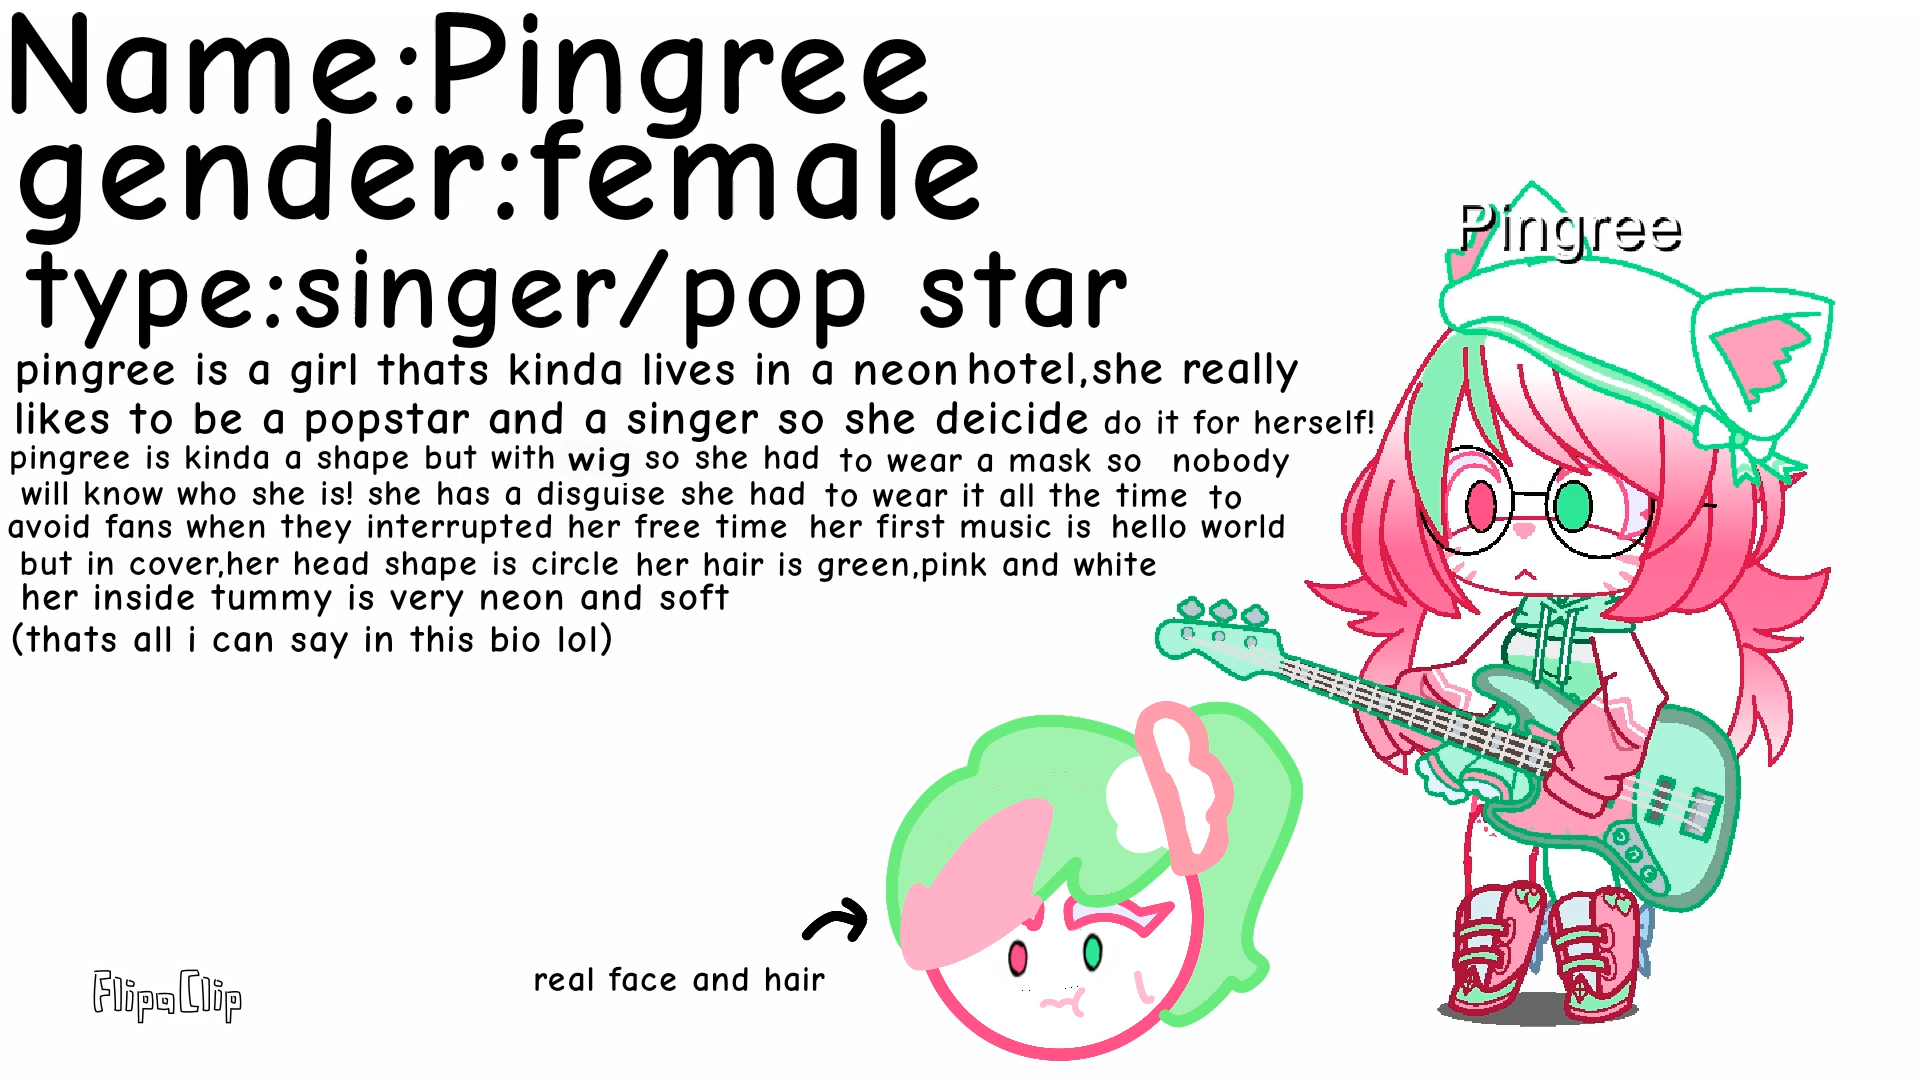 Name:Pingree
gender:female
type:singer/pop star
pingree is a girl thats kinda lives in a neon hotel,she really
likes to be a popstar and a singer so she deicide do it for herself!
pingree is kinda a shape but with wig so she had to wear a mask so nobody
will know who she is! she has a disguise she had to wear it all the time to
avoid fans when they interrupted her free time her first music is hello world
but in cover,her head shape is circle her hair is green,pink and white
her inside tummy is very neon and soft
(thats all i can say in this bio lol)
Pingree
real face and hair
FlipaClip